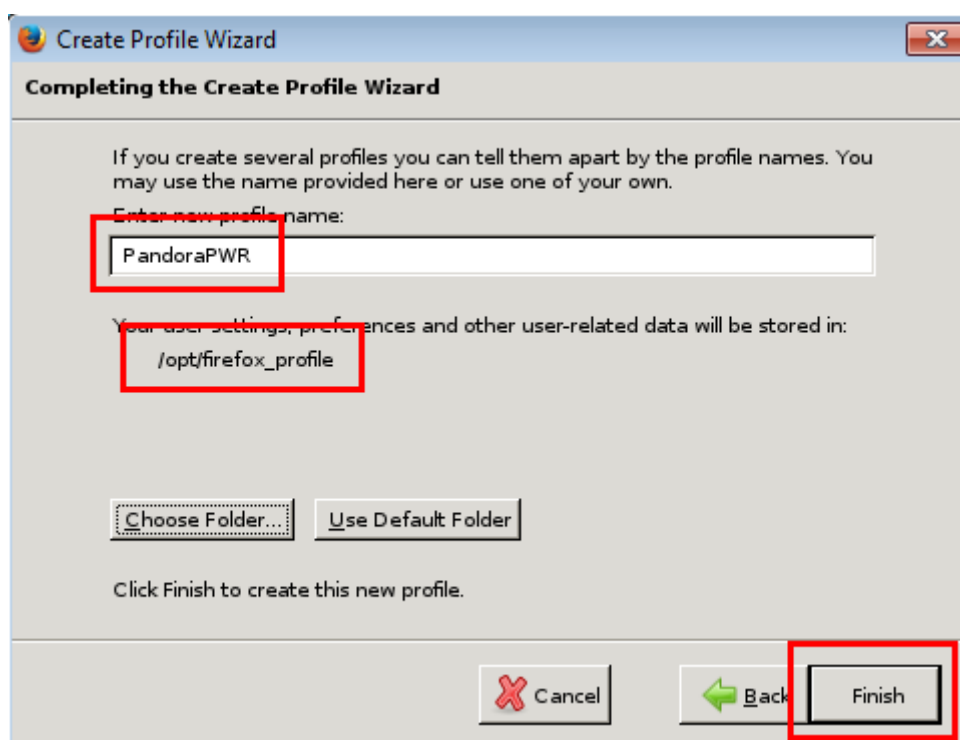 Create Profile Wizard
Completing the Create Profile Wizard
If you create several profiles you can tell them apart by the profile names. You
may use the name provided here or use one of your own.
Enter new profile name:
PandoraPWR
Your user settings, preferences and other user-related data will be stored in:
/opt/firefox_profile
Choose Folder... Use Default Folder
Click Finish to create this new profile.
Cancel Back Finish